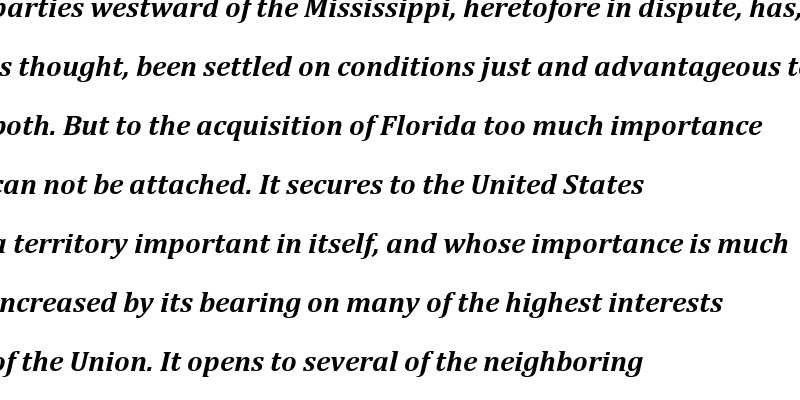 parties westward of the Mississippi, heretofore in dispute, has,
s thought, been settled on conditions just and advantageous to
both. But to the acquisition of Florida too much importance
can not be attached. It secures to the United States
a territory important in itself, and whose importance is much
ncreased by its bearing on many of the highest interests
of the Union. It opens to several of the neighboring